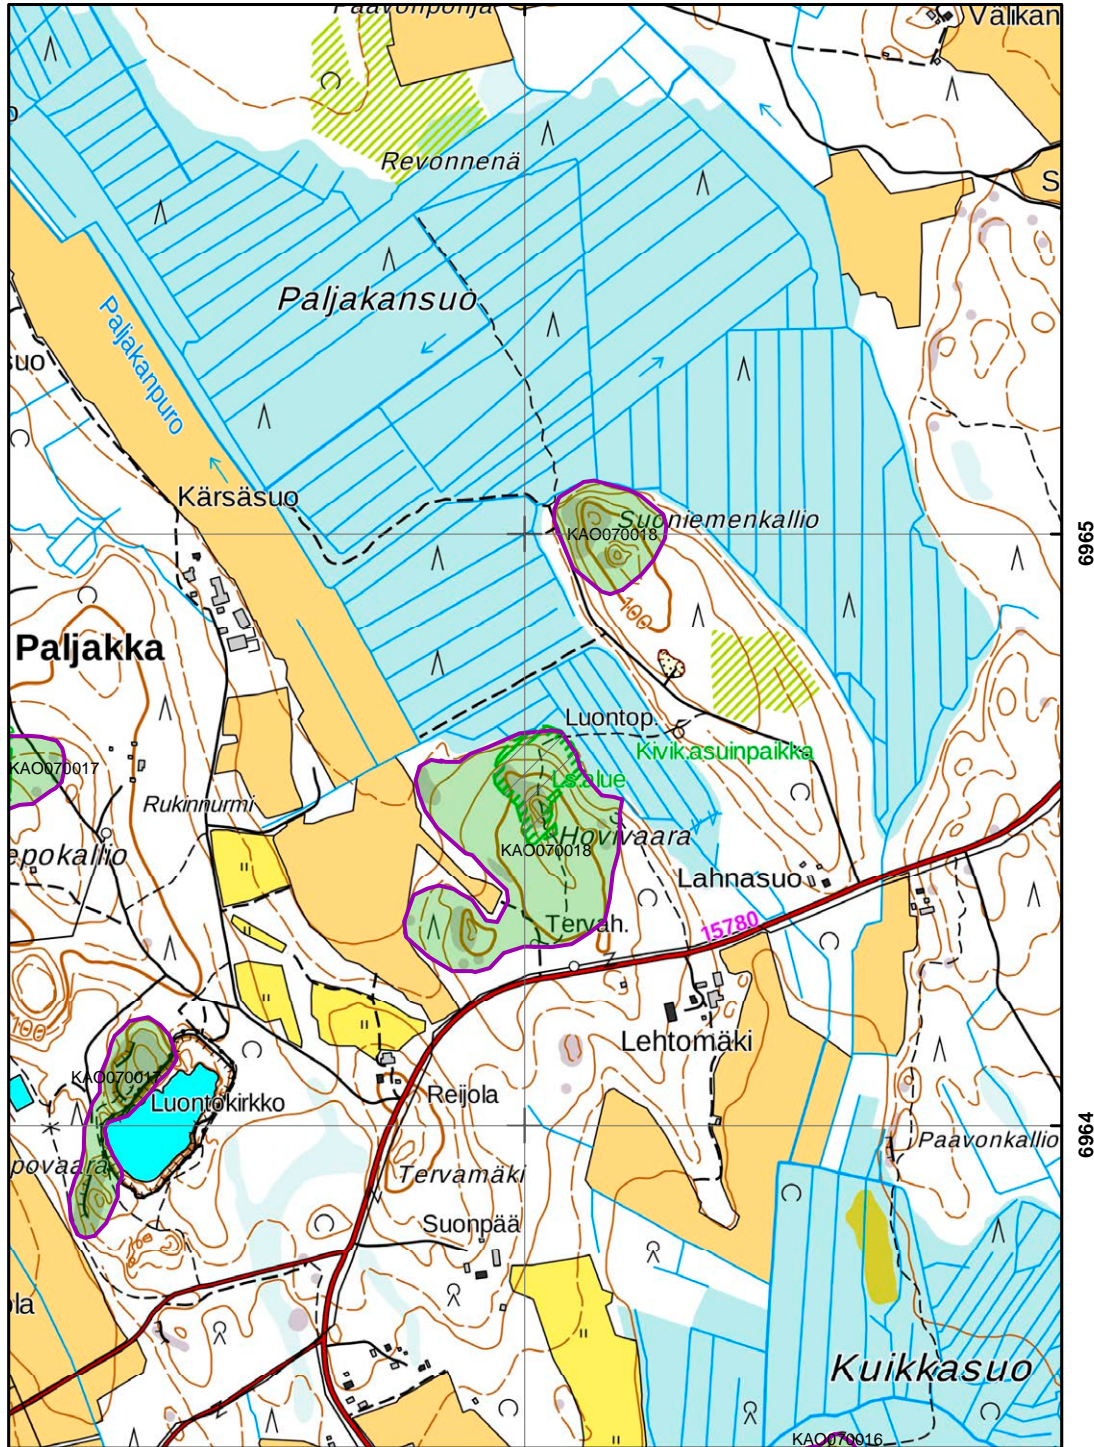 Paavonpohja
Välikan
Revonnenä
S
Paljakansuo
Paljakanpuro
suo
Kärsäsuo
Suoniemenkallio
KAO070018
6965
100
Paljakka
Luontop.
Kivik.asuinpaikka
KAO070017
Ls.alue
Rukinnurmi
Hovivaara
KAO070018
epokallio
Lahnasuo
15780
Tervah.
100
Lehtomäki
KAO070017
Luontokirkko
Reijola
6964
Paavonkallio
povaara
Tervamäki
Suonpää
ola
Kuikkasuo
KAO070016